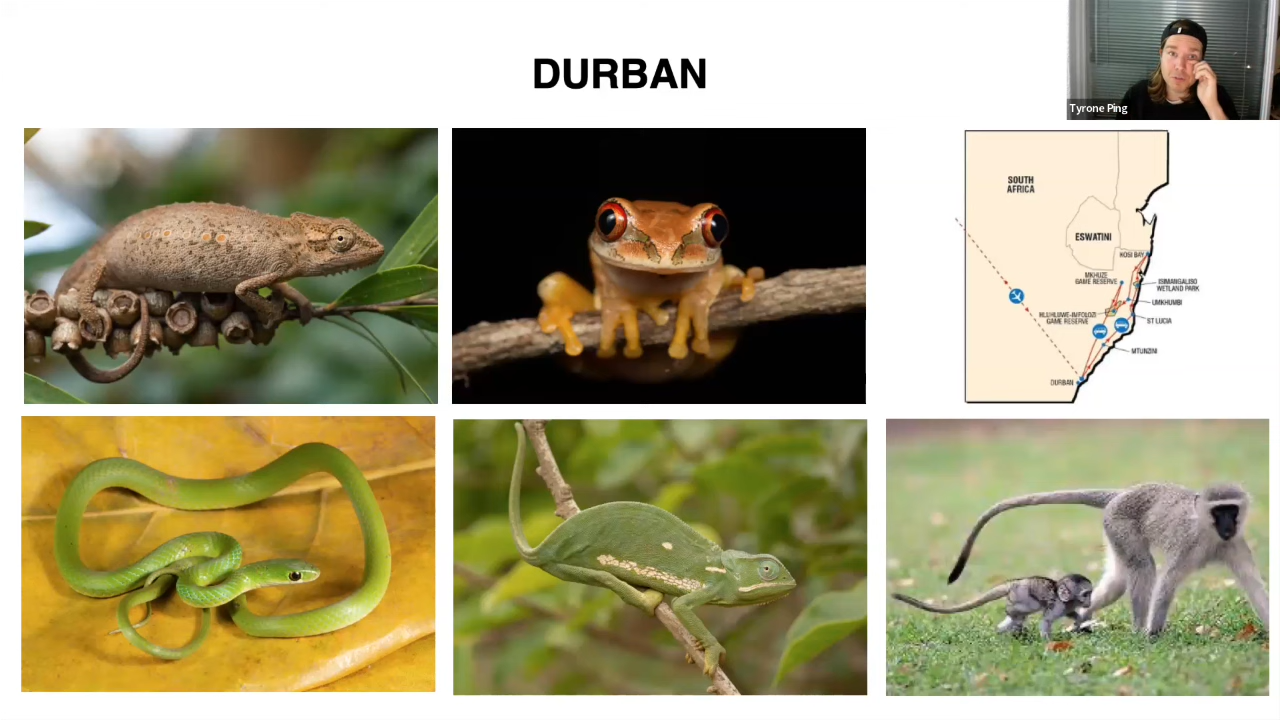 DURBAN
Tyrone Ping
SOUTH
AFRICA
ESWATINI
KOSI BAY
MKHUZE
GAME RESERVE
ISIMANGALISO
WETLAND PARK
UMKHUMBI
HLUHLUWE-IMFOLOZI
GAME RESERVE
ST LUCIA
MTUNZINI
DURBAN